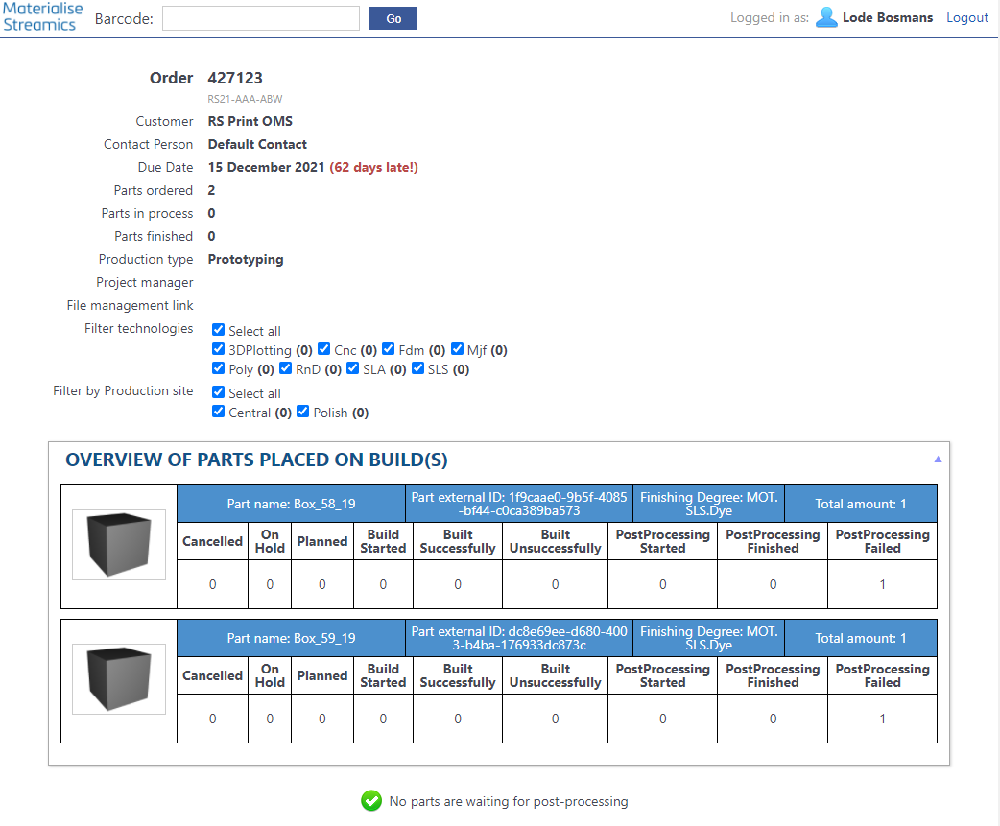 Materialise
Streamics
Barcode: Go Logged in as: Lode Bosmans Logout
Order 427123
RS21-AAA-ABW
Customer RS Print OMS
Contact Person Default Contact
Due Date 15 December 2021 (62 days late!)
Parts ordered 2
Parts in process 0
Parts finished 0
Production type Prototyping
Project manager
File management link
Filter technologies Select all
3DPlotting (0) Cnc (0) Fdm (0) Mjf (0)
Poly (0) RnD (0) SLA (0) SLS (0)
Filter by Production site Select all
Central (0) Polish (0)
OVERVIEW OF PARTS PLACED ON BUILD(S)
Part name: Box_58_19
Part external ID: 1f9caae0-9b5f-4085
-bf44-c0ca389ba573
Finishing Degree: MOT.
SLS.Dye
Total amount: 1
Cancelled
On
Hold
Planned
Build
Started
Built
Successfully
Built
Unsuccessfully
PostProcessing
Started
PostProcessing
Finished
PostProcessing
Failed
0 0 0 0 0 0 0 0 1
Part name: Box_59_19
Part external ID: dc8e69ee-d680-400
3-b4ba-176933dc873c
Finishing Degree: MOT.
SLS.Dye
Total amount: 1
Cancelled
On
Hold
Planned
Build
Started
Built
Successfully
Built
Unsuccessfully
PostProcessing
Started
PostProcessing
Finished
PostProcessing
Failed
0 0 0 0 0 0 0 0 1
No parts are waiting for post-processing